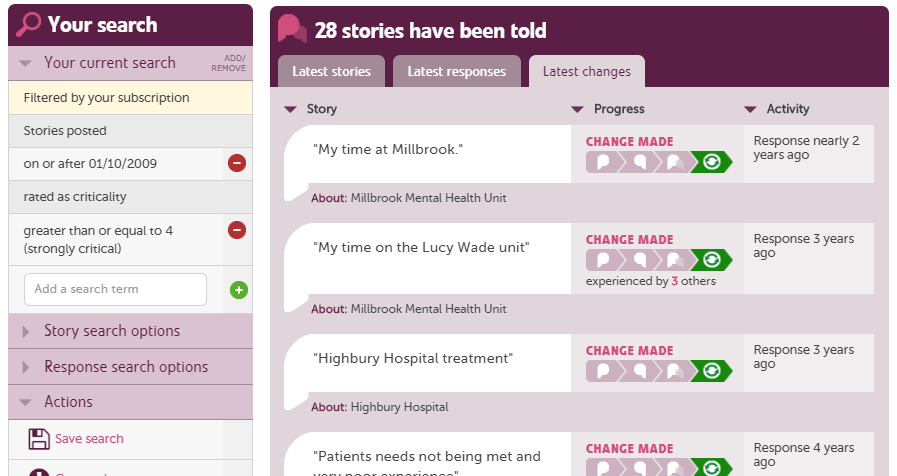 Your search
Your current search
ADD/
REMOVE
Filtered by your subscription
Stories posted
on or after 01/10/2009
rated as criticality
greater than or equal to 4
(strongly critical)
Add a search term
Story search options
Response search options
Actions
Save search
28 stories have been told
Latest stories
Latest responses
Latest changes
Story
Progress
Activity
"My time at Millbrook."
CHANGE MADE
Response nearly 2
years ago
About: Millbrook Mental Health Unit
"My time on the Lucy Wade unit"
CHANGE MADE
experienced by 3 others
Response 3 years
ago
About: Millbrook Mental Health Unit
"Highbury Hospital treatment"
CHANGE MADE
Response 3 years
ago
About: Highbury Hospital
"Patients needs not being met and
very poor experience"
CHANGE MADE
Response 4 years
ago